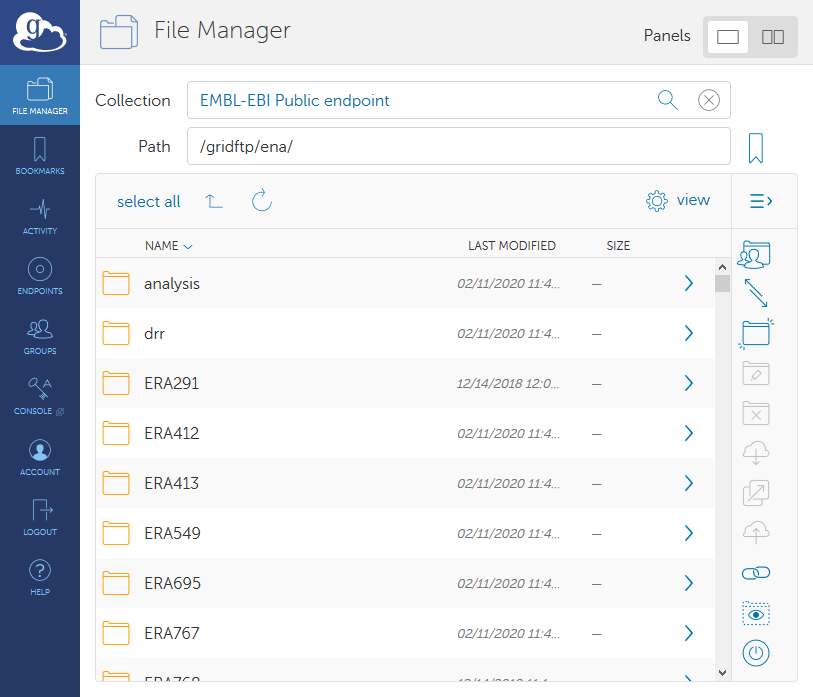 g
File Manager
Panels
FILE MANAGER
BOOKMARKS
ACTIVITY
ENDPOINTS
GROUPS
CONSOLE
ACCOUNT
LOGOUT
HELP
Collection
EMBL-EBI Public endpoint
Path
/gridftp/ena/
select all
view
NAME LAST MODIFIED SIZE
analysis 02/11/2020 11:4... —
drr 02/11/2020 11:4... —
ERA291 12/14/2018 12:0... —
ERA412 02/11/2020 11:4... —
ERA413 02/11/2020 11:4... —
ERA549 02/11/2020 11:4... —
ERA695 02/11/2020 11:4... —
ERA767 02/11/2020 11:4... —